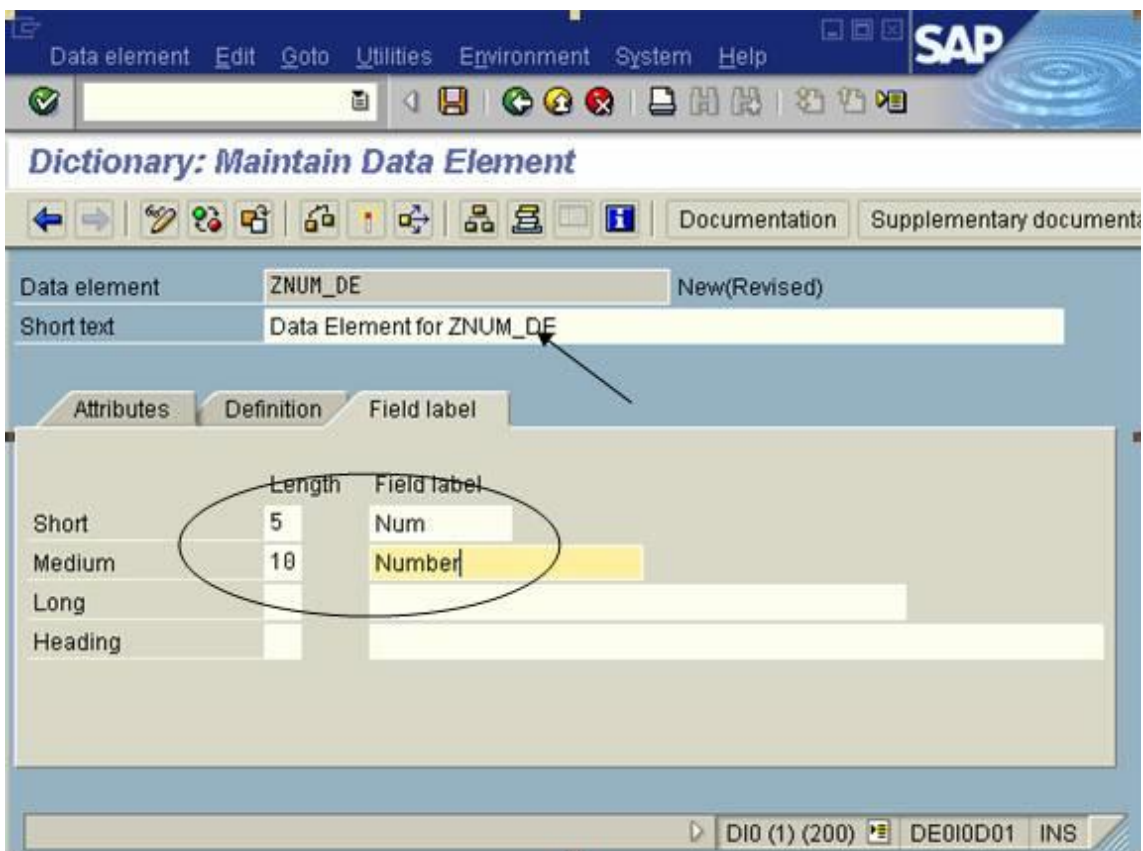 Data element Edit Goto Utilities Environment System Help
SAP
Dictionary: Maintain Data Element
Documentation Supplementary documenta
Data element ZNUM_DE New(Revised)
Short text Data Element for ZNUM_DE
Attributes Definition Field label
Length Field label
Short 5 Num
Medium 10 Number
Long
Heading
DI0 (1) (200) DE0I0D01 INS